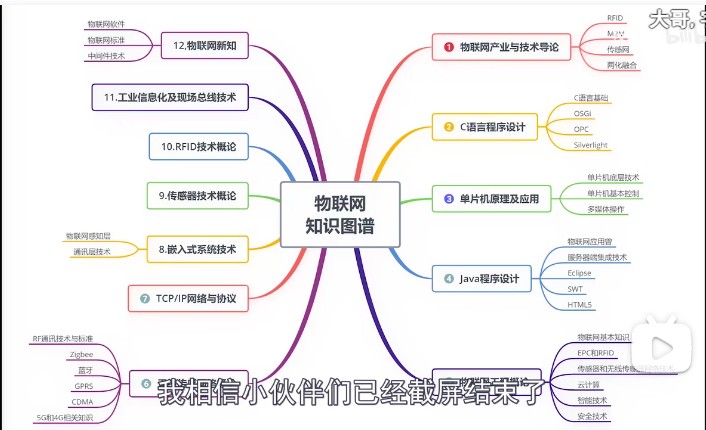 大哥,
物联网
知识图谱
1 物联网产业与技术导论
RFID
M2M
传感网
两化融合
2 C语言程序设计
C语言基础
OSGi
OPC
Silverlight
3 单片机原理及应用
单片机底层技术
单片机基本控制
多媒体操作
4 Java程序设计
物联网应用曾
服务器端集成技术
Eclipse
SWT
HTML5
物联网基本知识
EPC和RFID
传感器和无线传感
云计算
智能技术
安全技术
6
RF通讯技术与标准
Zigbee
蓝牙
GPRS
CDMA
5G和4G相关知识
7 TCP/IP网络与协议
8.嵌入式系统技术
物联网感知层
通讯层技术
9.传感器技术概论
10.RFID技术概论
11.工业信息化及现场总线技术
12,物联网新知
物联网软件
物联网标准
中间件技术
我相信小伙伴们已经截屏结束了